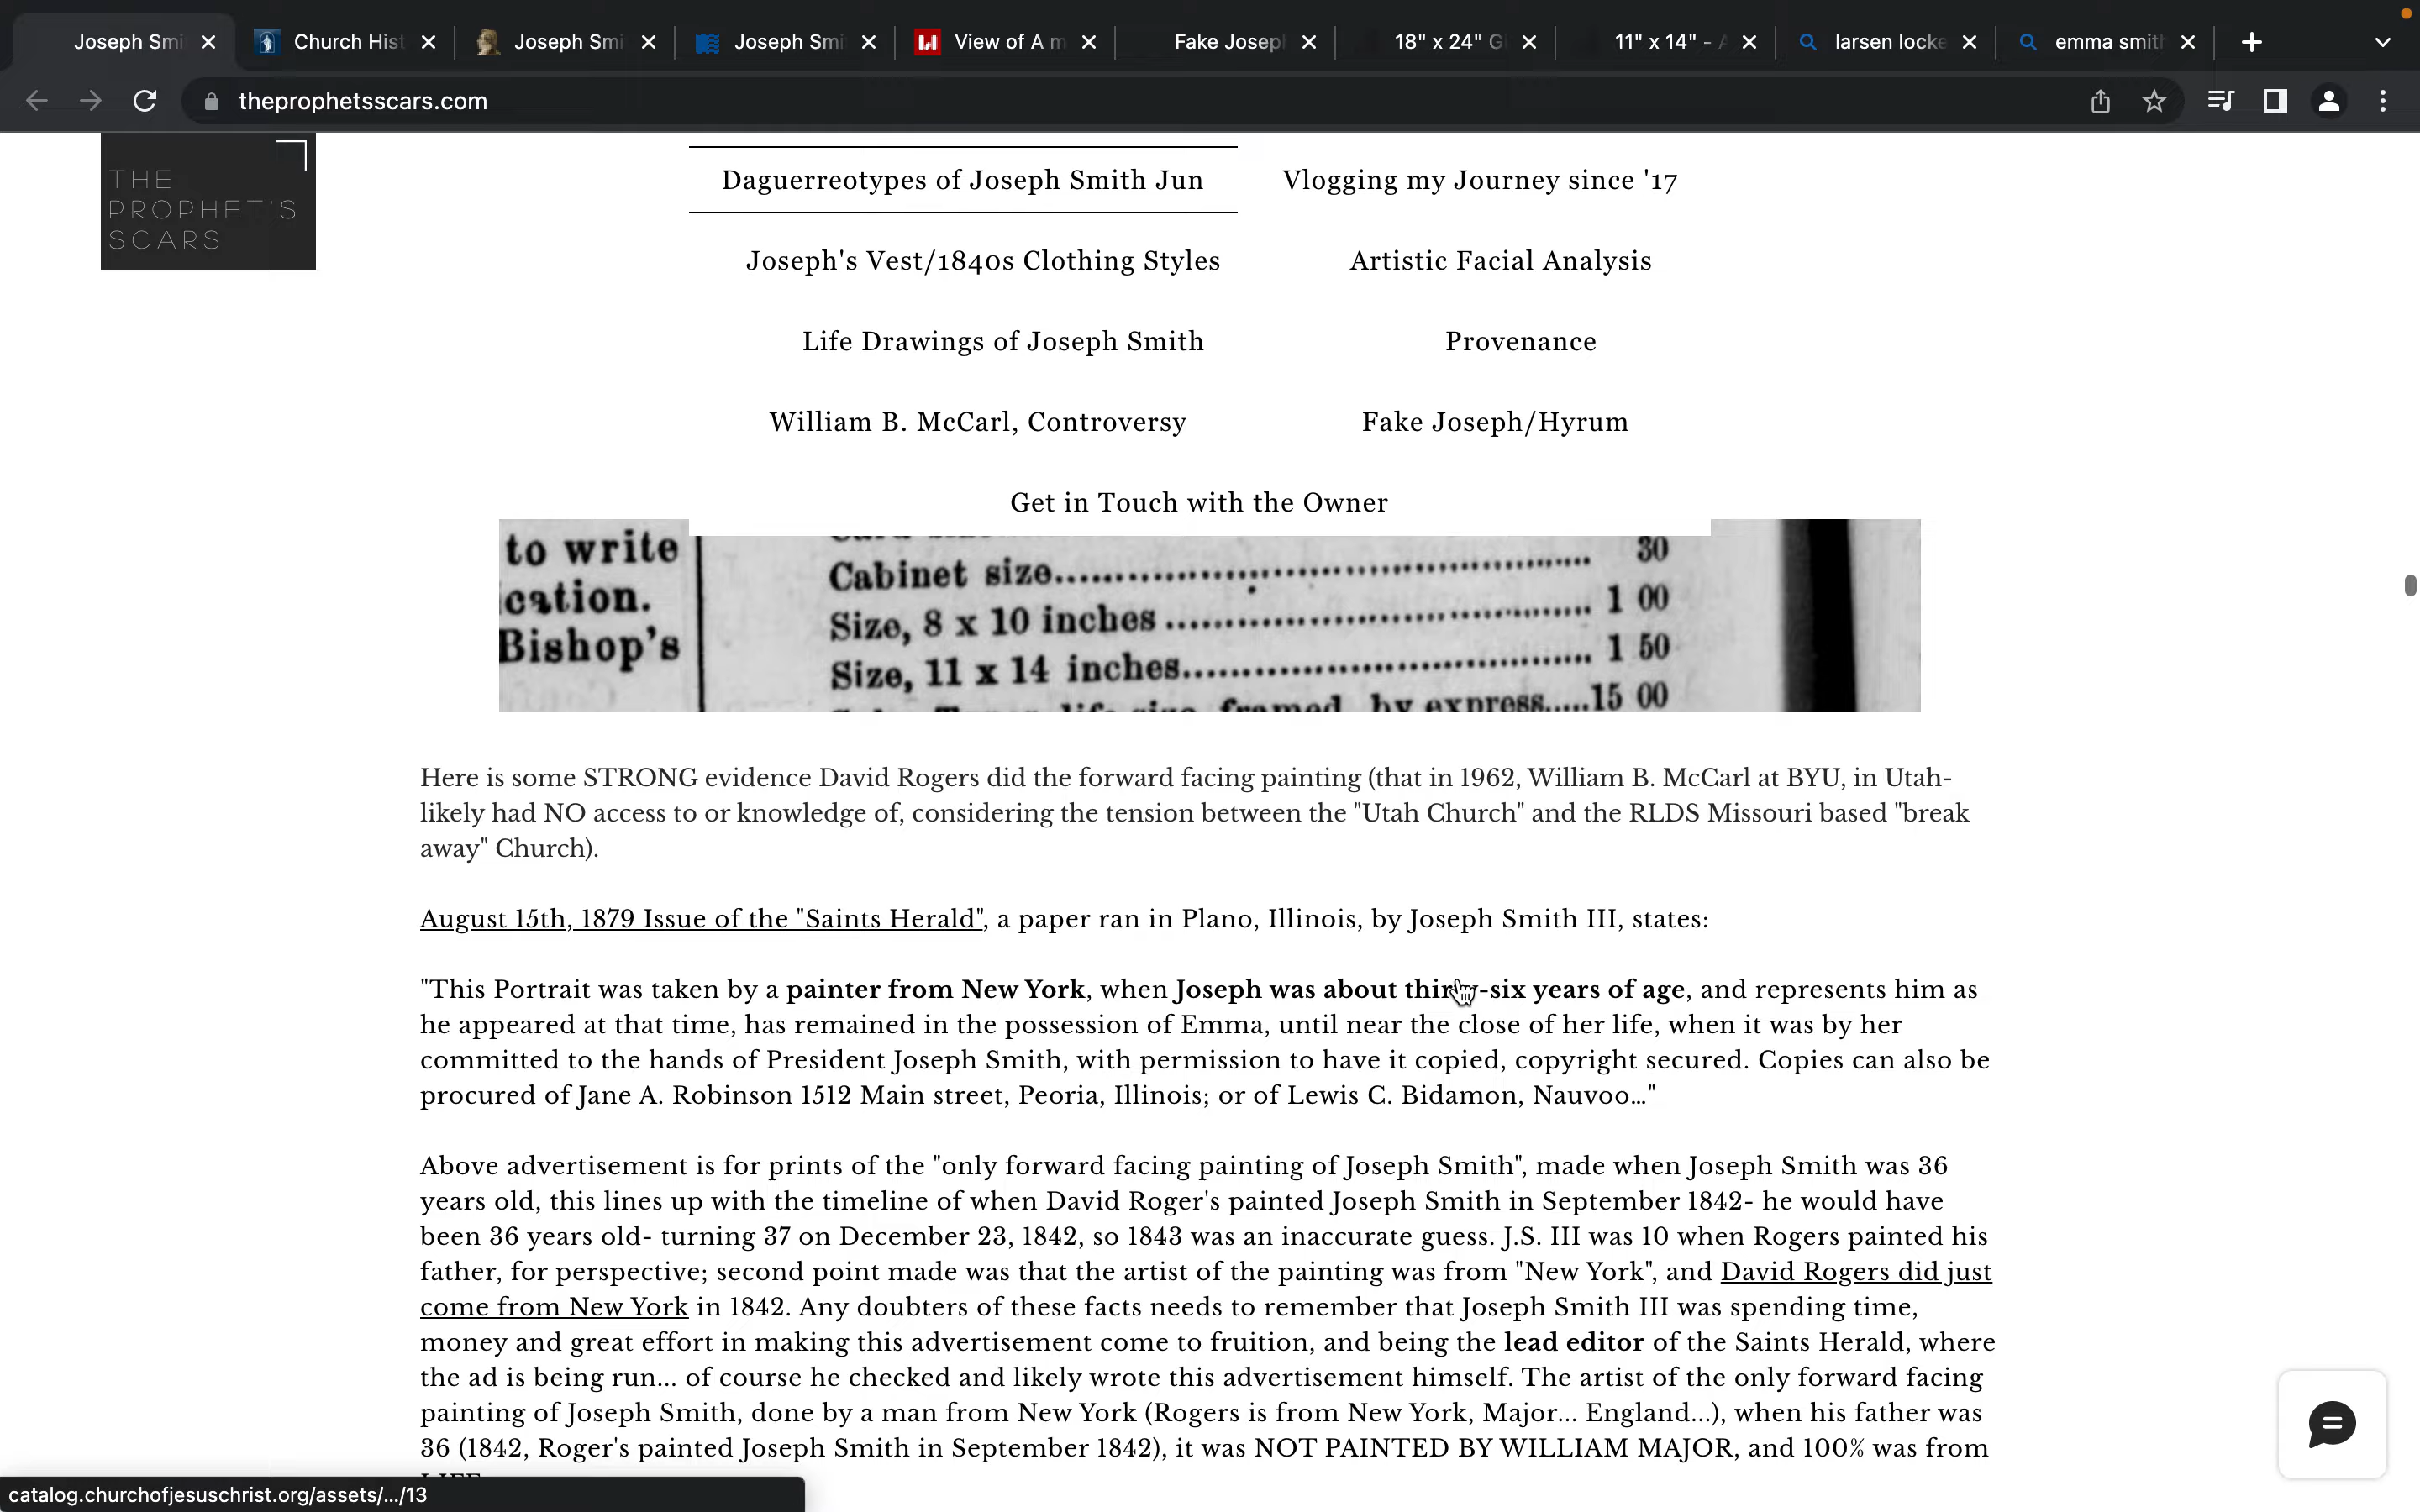 Joseph Smi
Church Hist
Joseph Smi
Joseph Smi
View of A m
Fake Joseph
18" x 24" G
11" x 14" - A
larsen locke
emma smith
theprophetsscars.com
THE
PROPHET'S
SCARS
Daguerreotypes of Joseph Smith Jun
Vlogging my Journey since '17
Joseph's Vest/1840s Clothing Styles
Artistic Facial Analysis
Life Drawings of Joseph Smith
Provenance
William B. McCarl, Controversy
Fake Joseph/Hyrum
Get in Touch with the Owner
to write
cation.
Bishop's
30
Cabinet size
Size, 8 x 10 inches 1 00
Size, 11 x 14 inches 1 50
life size, framed, by express.....15 00
Here is some STRONG evidence David Rogers did the forward facing painting (that in 1962, William B. McCarl at BYU, in Utah-
likely had NO access to or knowledge of, considering the tension between the "Utah Church" and the RLDS Missouri based "break
away" Church).
August 15th, 1879 Issue of the "Saints Herald", a paper ran in Plano, Illinois, by Joseph Smith III, states:
"This Portrait was taken by a painter from New York, when Joseph was about thirty-six years of age, and represents him as
he appeared at that time, has remained in the possession of Emma, until near the close of her life, when it was by her
committed to the hands of President Joseph Smith, with permission to have it copied, copyright secured. Copies can also be
procured of Jane A. Robinson 1512 Main street, Peoria, Illinois; or of Lewis C. Bidamon, Nauvoo..."
Above advertisement is for prints of the "only forward facing painting of Joseph Smith", made when Joseph Smith was 36
years old, this lines up with the timeline of when David Roger's painted Joseph Smith in September 1842- he would have
been 36 years old- turning 37 on December 23, 1842, so 1843 was an inaccurate guess. J.S. III was 10 when Rogers painted his
father, for perspective; second point made was that the artist of the painting was from "New York", and David Rogers did just
come from New York in 1842. Any doubters of these facts needs to remember that Joseph Smith III was spending time,
money and great effort in making this advertisement come to fruition, and being the lead editor of the Saints Herald, where
the ad is being run... of course he checked and likely wrote this advertisement himself. The artist of the only forward facing
painting of Joseph Smith, done by a man from New York (Rogers is from New York, Major... England...), when his father was
36 (1842, Roger's painted Joseph Smith in September 1842), it was NOT PAINTED BY WILLIAM MAJOR, and 100% was from
LIFE
catalog.churchofjesuschrist.org/assets/.../13